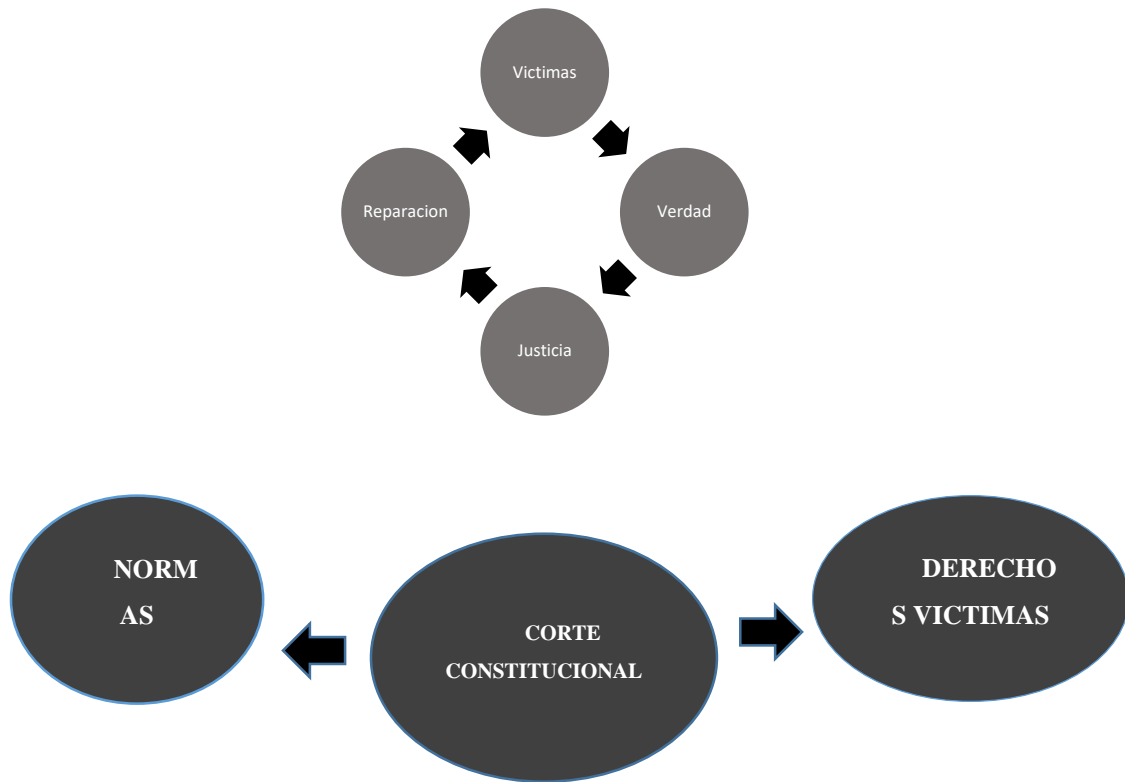 Victimas
Reparacion
Verdad
Justicia
NORM
AS
CORTE
CONSTITUCIONAL
DERECHO
S VICTIMAS